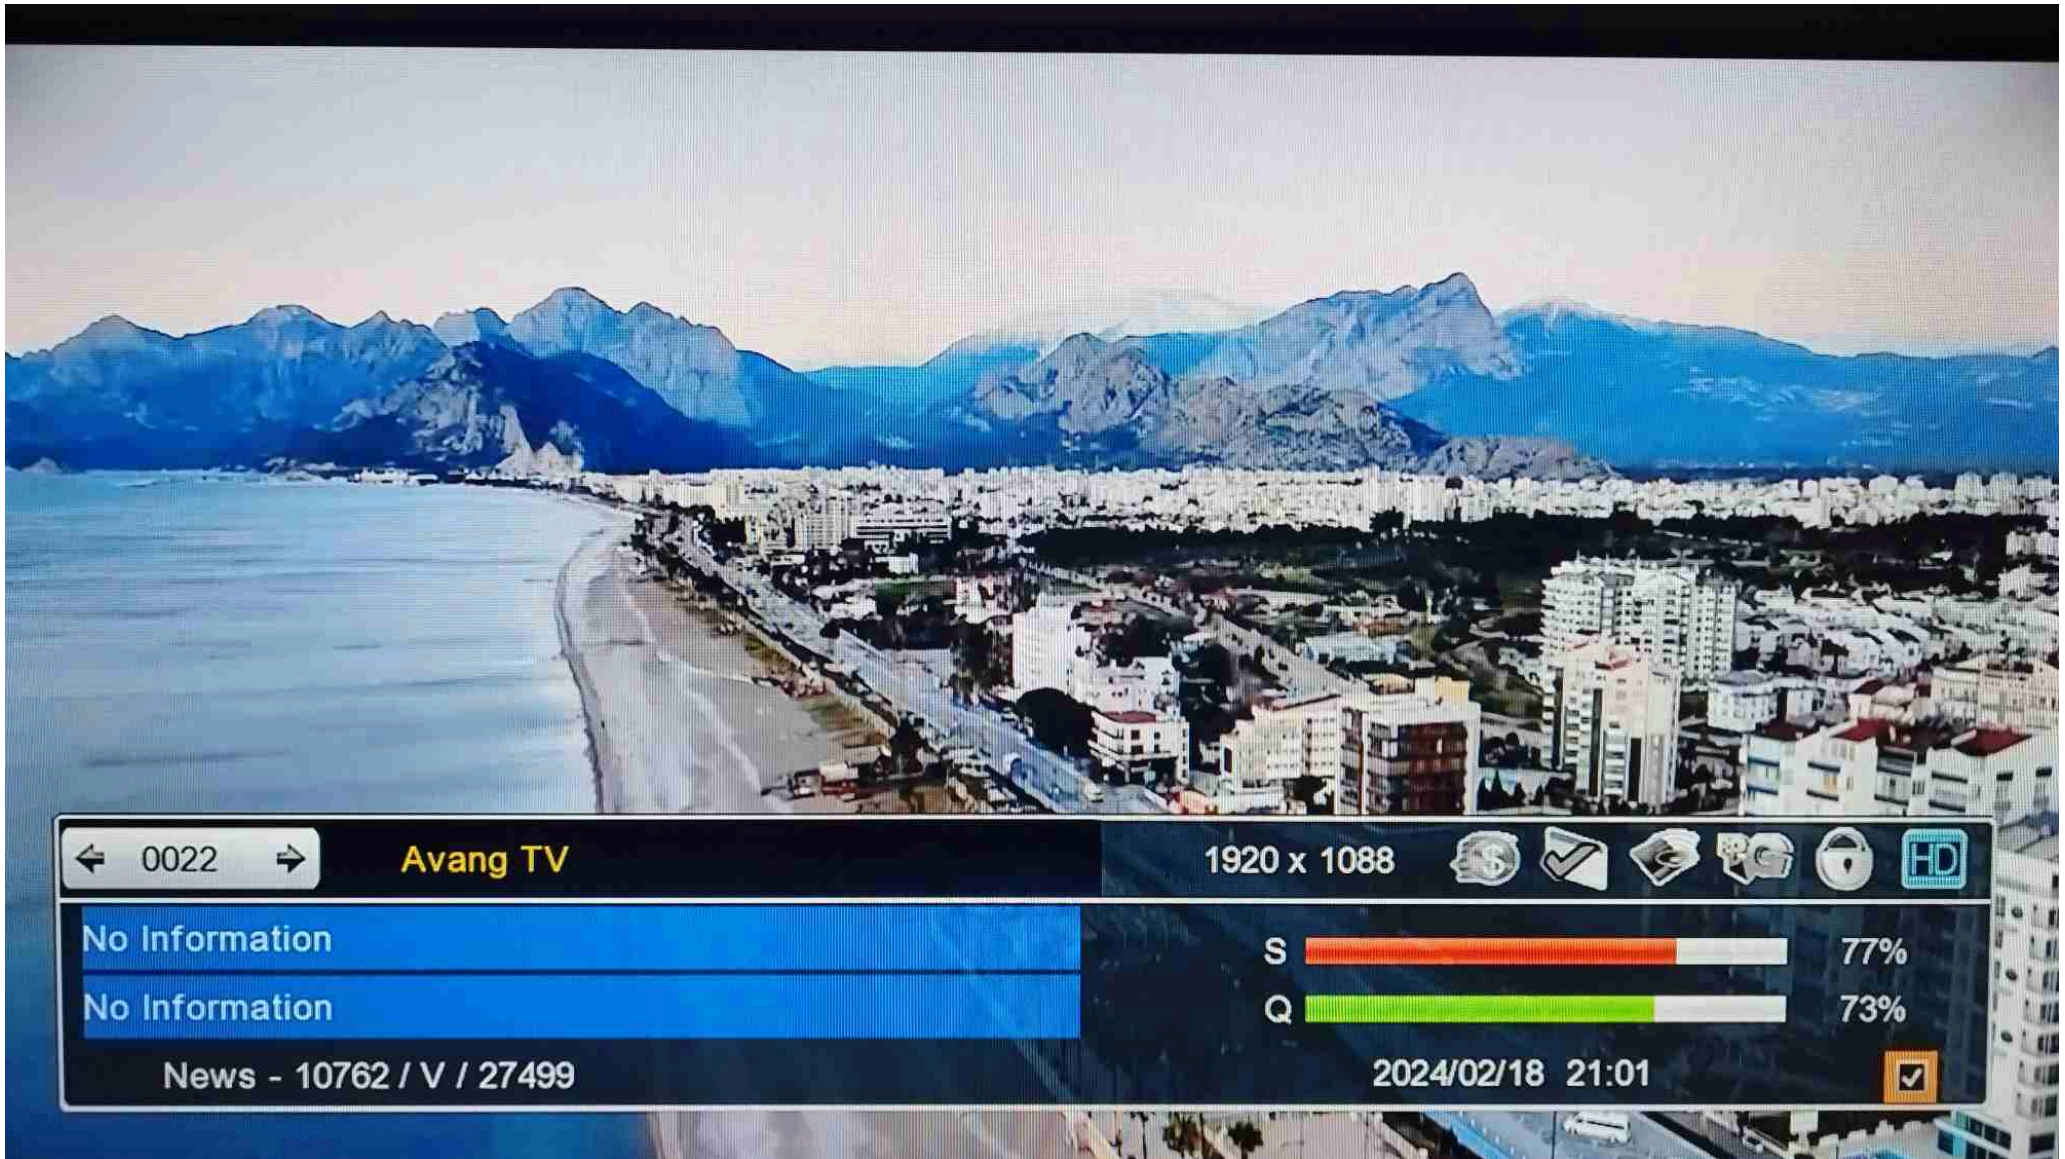 0022 Avang TV 1920 x 1088 HD
No Information
S 77%
No Information
Q 73%
News - 10762 / V / 27499 2024/02/18 21:01